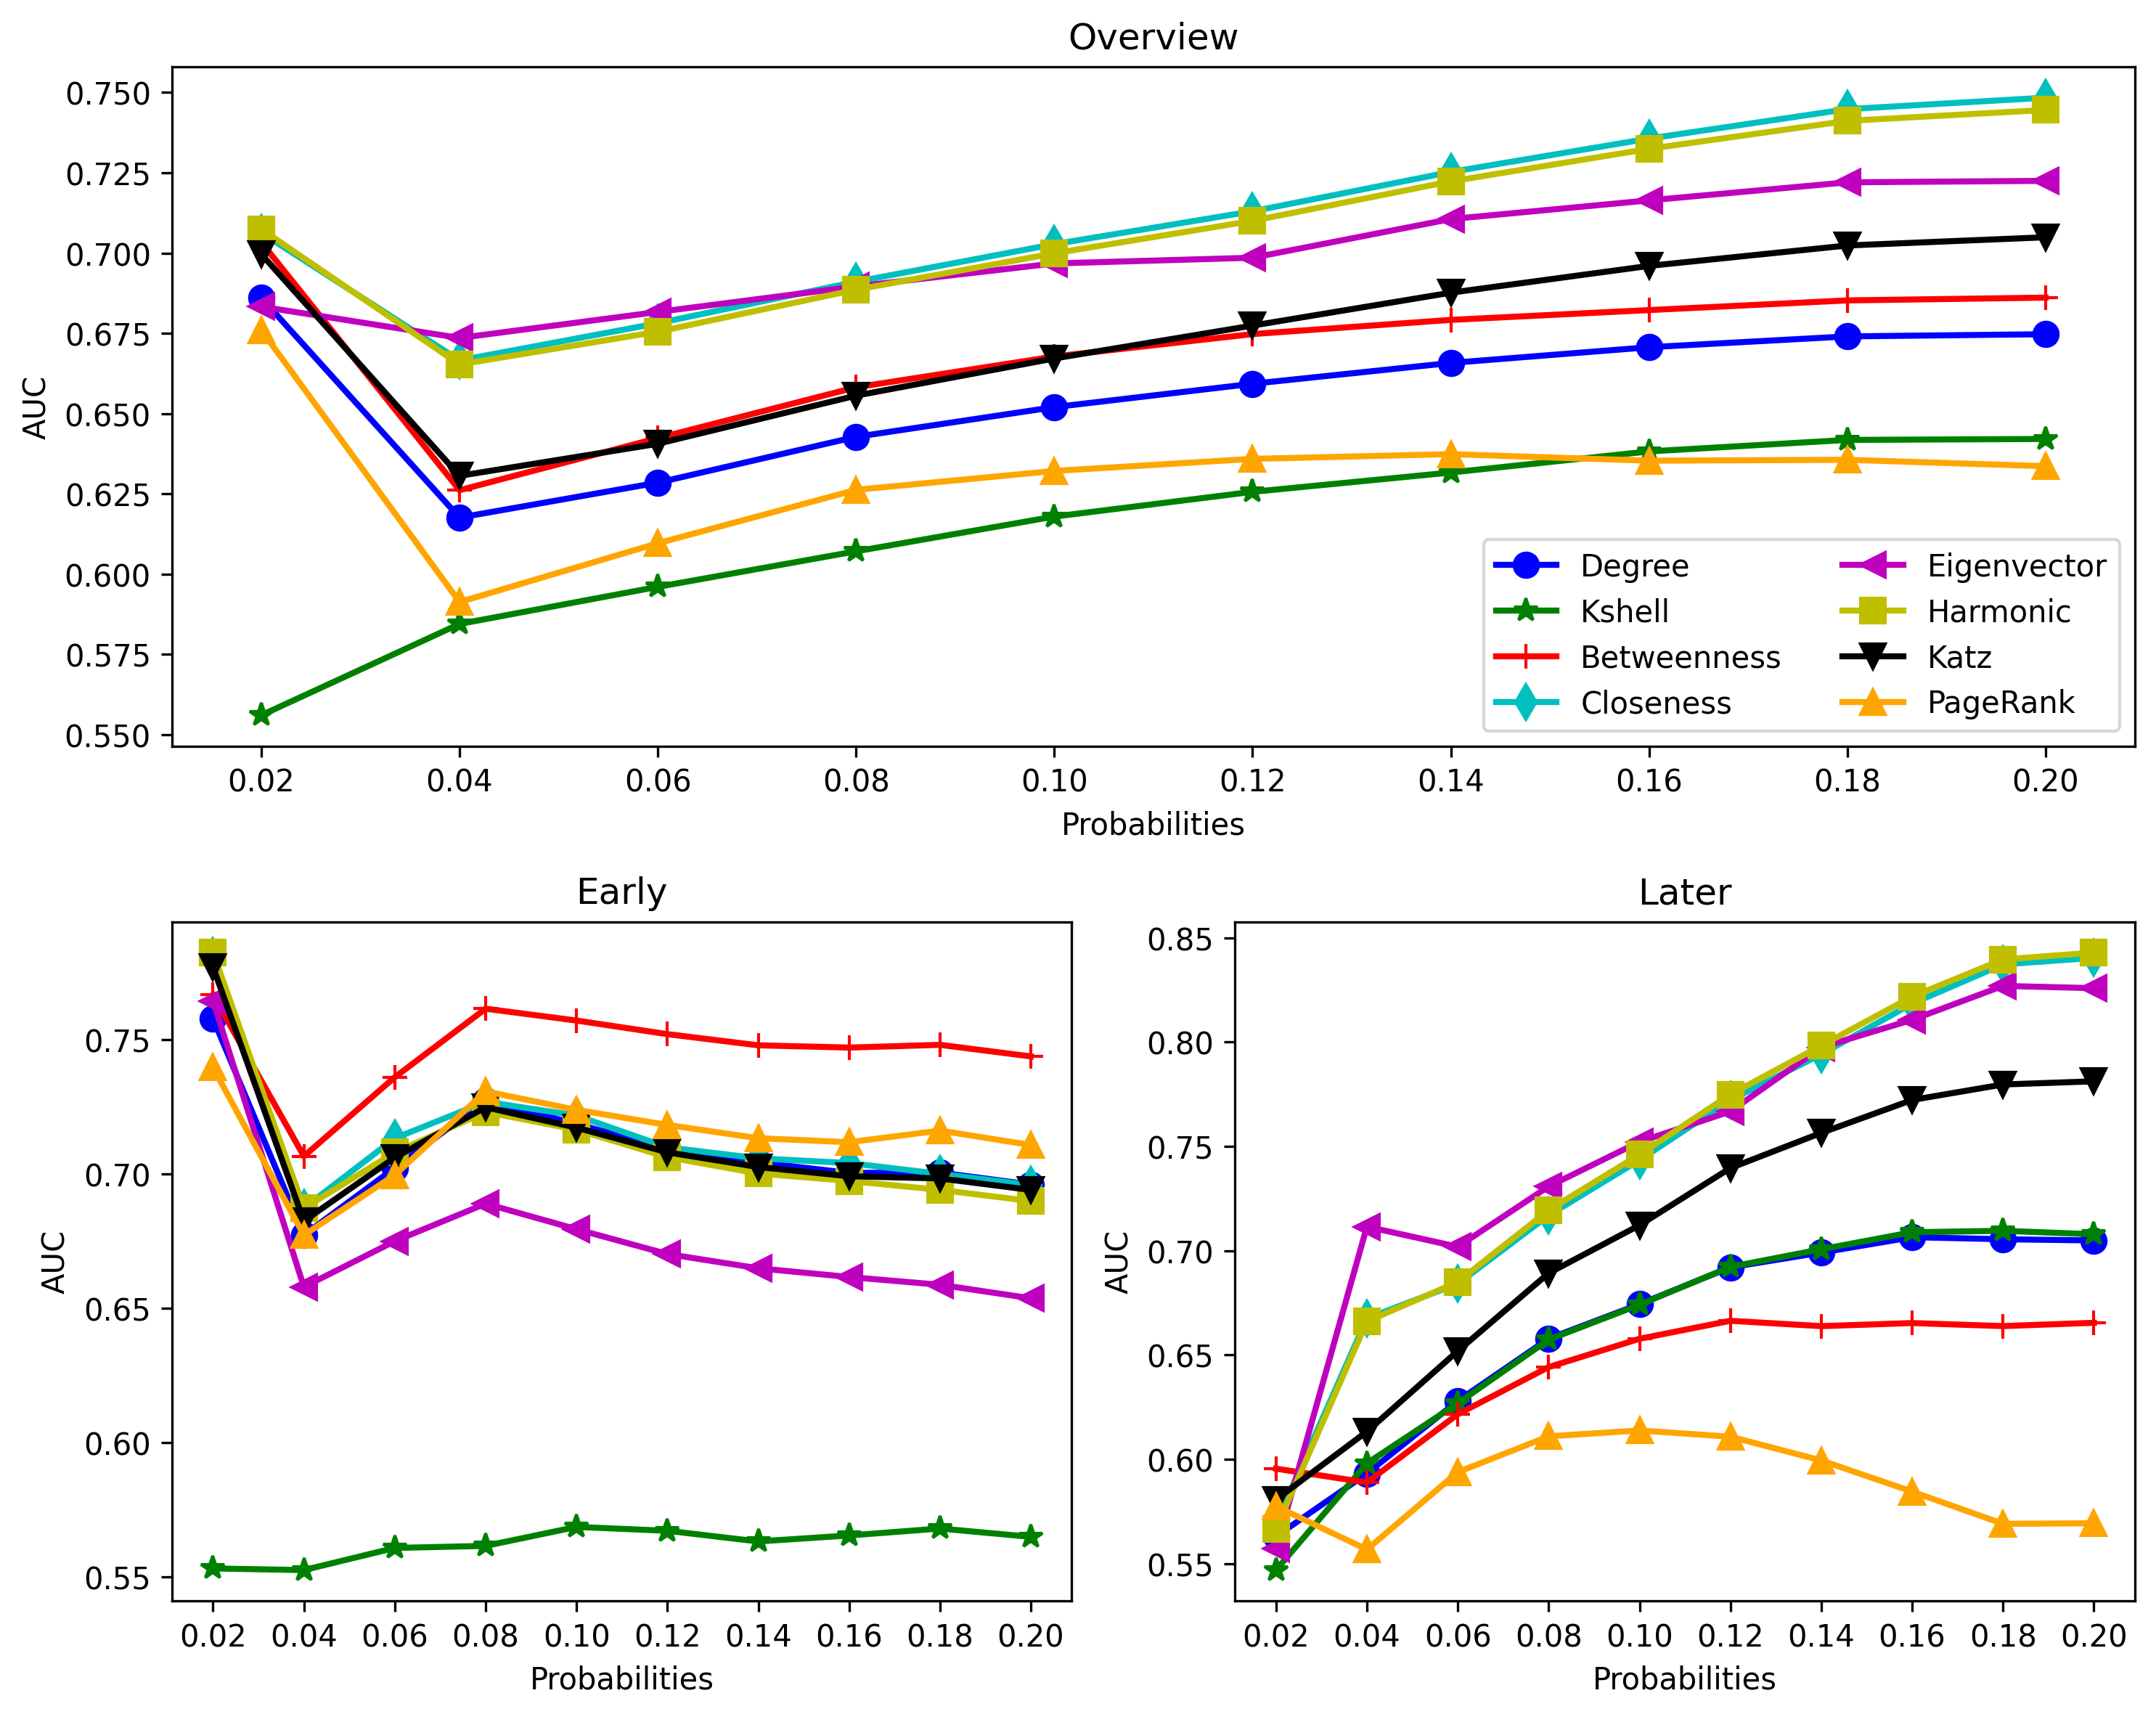 Overview
0.750
0.725
0.700
0.675
0.650
0.625
0.600
0.575
0.550
AUC
0.02 0.04 0.06 0.08 0.10 0.12 0.14 0.16 0.18 0.20
Probabilities
Degree
Kshell
Betweenness
Closeness
Eigenvector
Harmonic
Katz
PageRank
Early
0.75
0.70
0.65
0.60
0.55
AUC
0.02 0.04 0.06 0.08 0.10 0.12 0.14 0.16 0.18 0.20
Probabilities
Later
0.85
0.80
0.75
0.70
0.65
0.60
0.55
AUC
0.02 0.04 0.06 0.08 0.10 0.12 0.14 0.16 0.18 0.20
Probabilities